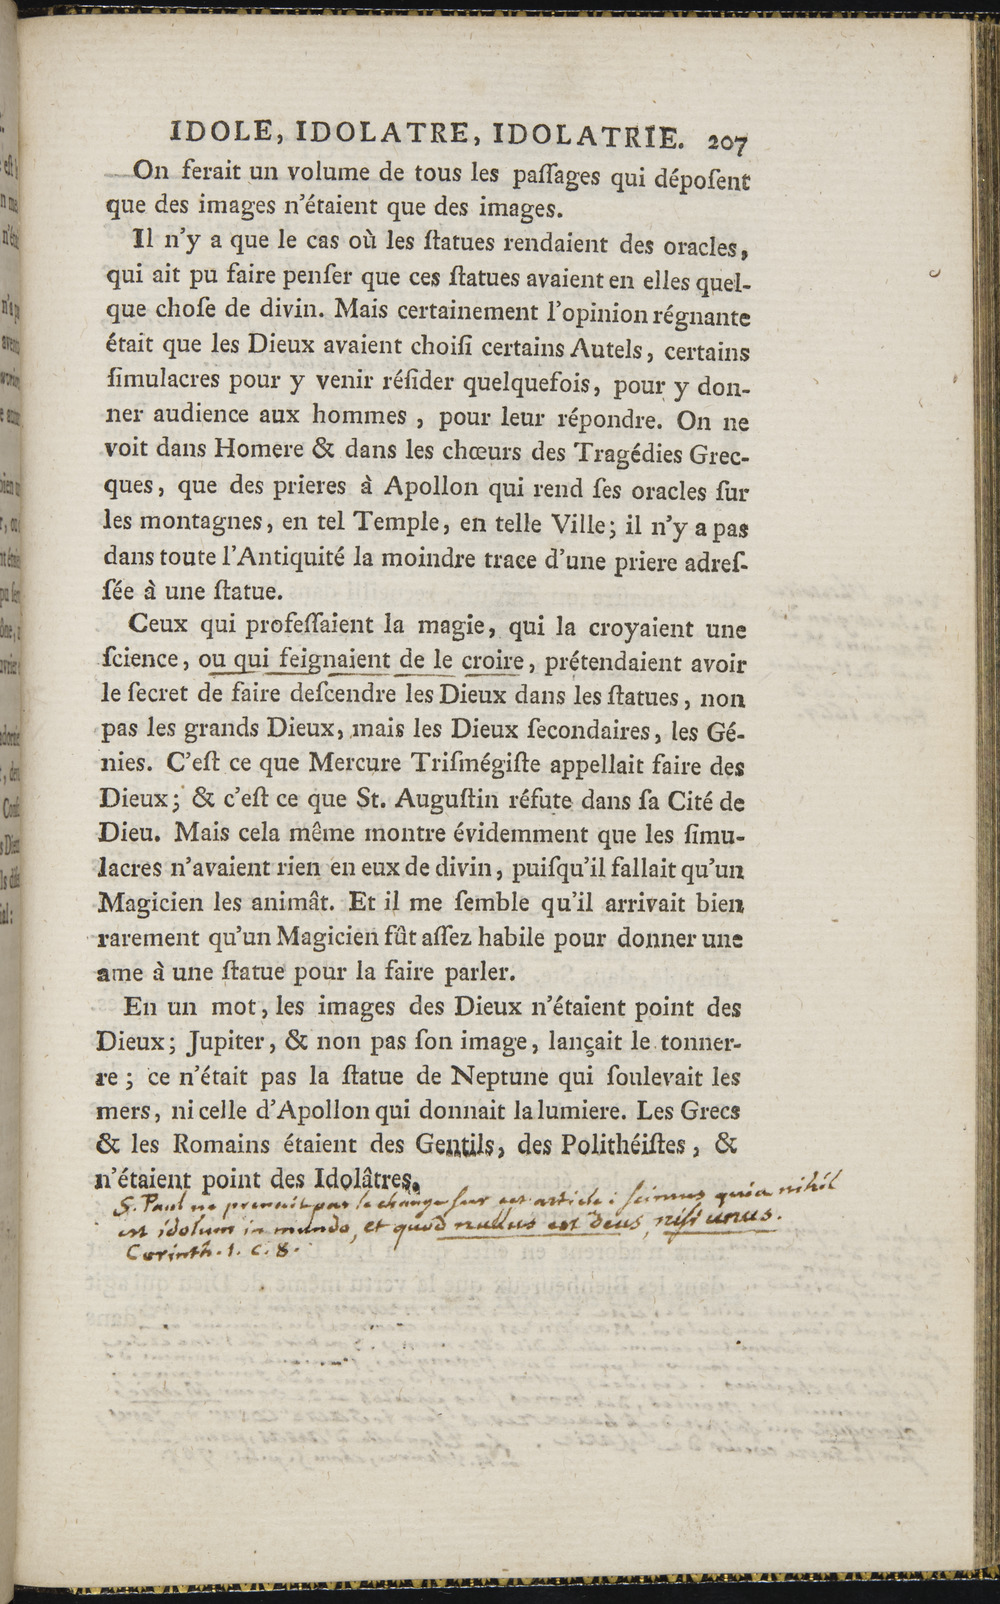 IDOLE, IDOLATRE, IDOLATRIE. 207
On ferait un volume de tous les paſſages qui dépoſent
que des images n'étaient que des images.
Il n'y a que le cas où les ſtatues rendaient des oracles,
qui ait pu faire penſer que ces ſtatues avaient en elles quel-
que choſe de divin. Mais certainement l'opinion régnante
était que les Dieux avaient choiſi certains Autels, certains
ſimulacres pour y venir réſider quelquefois, pour y don-
ner audience aux hommes, pour leur répondre. On ne
voit dans Homere & dans les chœurs des Tragédies Grec-
ques, que des prieres à Apollon qui rend ſes oracles ſur
les montagnes, en tel Temple, en telle Ville; il n'y a pas
dans toute l'Antiquité la moindre trace d'une priere adreſ-
ſée à une ſtatue.
Ceux qui profeſſaient la magie, qui la croyaient une
ſcience, ou qui feignaient de le croire, prétendaient avoir
le ſecret de faire deſcendre les Dieux dans les ſtatues, non
pas les grands Dieux, mais les Dieux ſecondaires, les Gé-
nies. C'eſt ce que Mercure Triſmégiſte appellait faire des
Dieux; & c'eſt ce que St. Auguſtin réfute dans ſa Cité de
Dieu. Mais cela même montre évidemment que les ſimu-
lacres n'avaient rien en eux de divin, puiſqu'il fallait qu'un
Magicien les animât. Et il me ſemble qu'il arrivait bien
rarement qu'un Magicien fût aſſez habile pour donner une
ame à une ſtatue pour la faire parler.
En un mot, les images des Dieux n'étaient point des
Dieux; Jupiter, & non pas ſon image, lançait le tonner-
re; ce n'était pas la ſtatue de Neptune qui ſoulevait les
mers, ni celle d'Apollon qui donnait la lumiere. Les Grecs
& les Romains étaient des Gentils, des Polithéiſtes, &
n'étaient point des Idolâtres.
S. Paul ne prenoit pas le change sur cet article: scimus quia nihil
est idolum in mundo, et quod nullus est Deus, nisi unus.
Corinth. 1. C. 8.